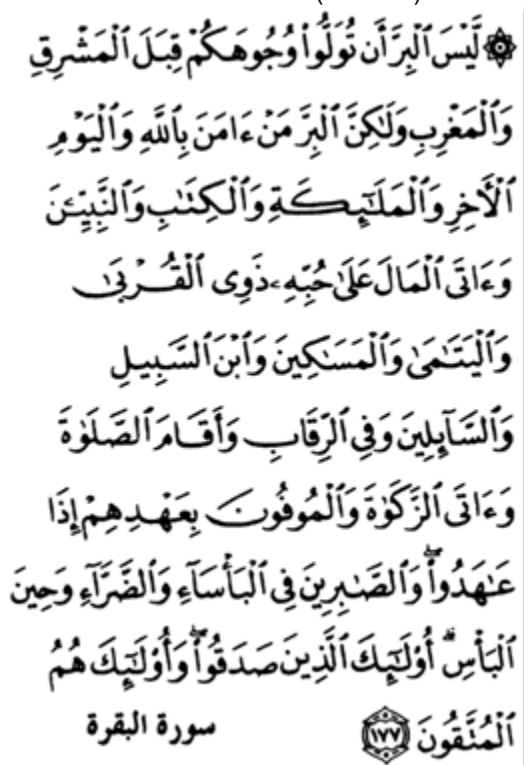 ۞ لَّيْسَ ٱلْبِرَّ أَن تُوَلُّوا۟ وُجُوهَكُمْ قِبَلَ ٱلْمَشْرِقِ
وَٱلْمَغْرِبِ وَلَٰكِنَّ ٱلْبِرَّ مَنْ ءَامَنَ بِٱللَّهِ وَٱلْيَوْمِ
ٱلْأَخِرِ وَٱلْمَلَٰٓئِكَةِ وَٱلْكِتَٰبِ وَٱلنَّبِيِّۦنَ
وَءَاتَى ٱلْمَالَ عَلَىٰ حُبِّهِۦ ذَوِى ٱلْقُرْبَىٰ
وَٱلْيَتَٰمَىٰ وَٱلْمَسَٰكِينَ وَٱبْنَ ٱلسَّبِيلِ
وَٱلسَّآئِلِينَ وَفِى ٱلرِّقَابِ وَأَقَامَ ٱلصَّلَوٰةَ
وَءَاتَى ٱلزَّكَوٰةَ وَٱلْمُوفُونَ بِعَهْدِهِمْ إِذَا
عَٰهَدُوا۟ ۖ وَٱلصَّٰبِرِينَ فِى ٱلْبَأْسَآءِ وَٱلضَّرَّآءِ وَحِينَ
ٱلْبَأْسِ ۗ أُو۟لَٰٓئِكَ ٱلَّذِينَ صَدَقُوا۟ ۖ وَأُو۟لَٰٓئِكَ هُمُ
ٱلْمُتَّقُونَ ١٧٧ سورة البقرة